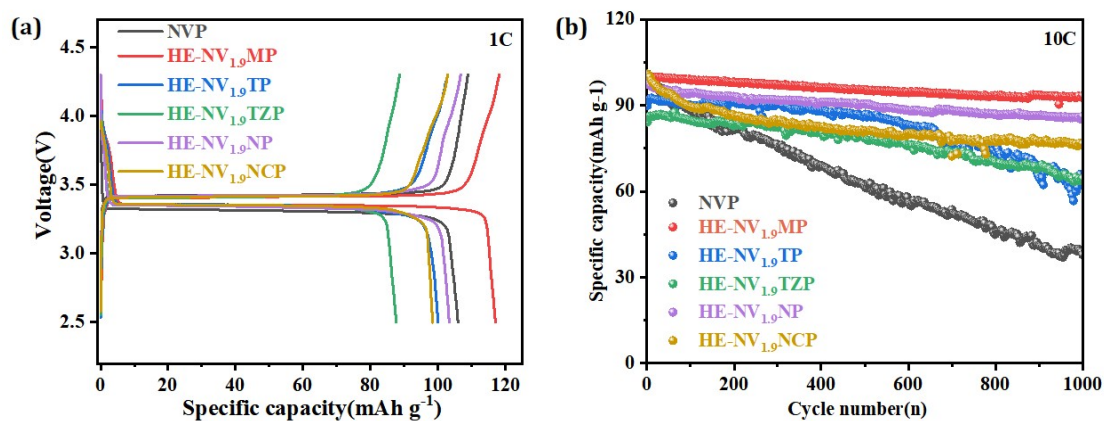 (a)
1C
NVP
HE-NV1.9MP
HE-NV1.9TP
HE-NV1.9TZP
HE-NV1.9NP
HE-NV1.9NCP
Voltage(V)
4.5
4.0
3.5
3.0
2.5
0 20 40 60 80 100 120
Specific capacity(mAh g-1)
(b)
10C
Specific capacity(mAh g-1)
120
90
60
30
0
NVP
HE-NV1.9MP
HE-NV1.9TP
HE-NV1.9TZP
HE-NV1.9NP
HE-NV1.9NCP
0 200 400 600 800 1000
Cycle number(n)